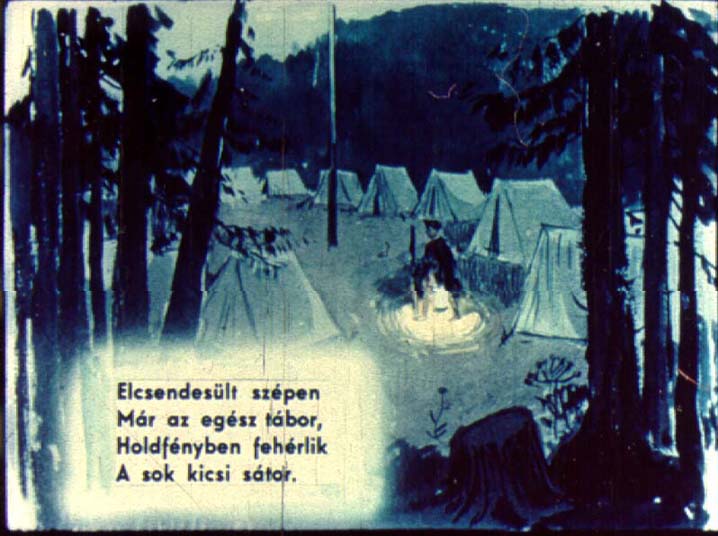 Elcsendesült szépen
Már az egész tábor,
Holdfényben fehérlik
A sok kicsi sátor.